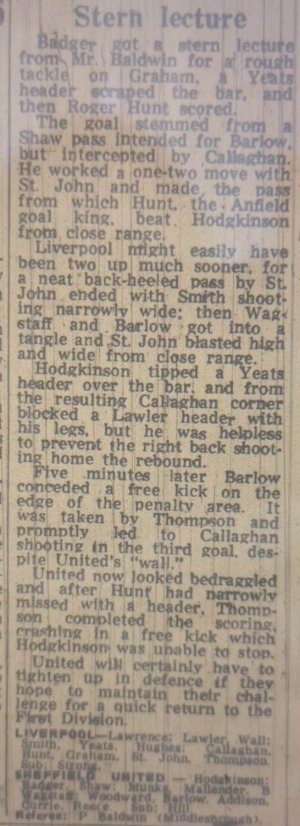 Stern lecture
Badger got a stern lecture
from Mr. Baldwin for a rough
tackle on Graham, a Yeats
header scraped the bar, and
then Roger Hunt scored.
The goal stemmed from a
Shaw pass intended for Barlow,
but intercepted by Callaghan.
He worked a one-two move with
St. John and made the pass
from which Hunt, the Anfield
goal king, beat Hodgkinson
from close range.
Liverpool might easily have
been two up much sooner, for
a neat back-heeled pass by St.
John ended with Smith shoot-
ing narrowly wide; then Wag-
staff and Barlow got into a
tangle and St. John blasted high
and wide from close range.
Hodgkinson tipped a Yeats
header over the bar, and from
the resulting Callaghan corner
blocked a Lawler header with
his legs, but he was helpless
to prevent the right back shoot-
ing home the rebound.
Five minutes later Barlow
conceded a free kick on the
edge of the penalty area. It
was taken by Thompson and
promptly led to Callaghan
shooting in the third goal, des-
pite United's "wall."
United now looked bedraggled
and after Hunt had narrowly
missed with a header, Thomp-
son completed the scoring,
crashing in a free kick which
Hodgkinson was unable to stop.
United will certainly have to
tighten up in defence if they
hope to maintain their chal-
lenge for a quick return to the
First Division.
LIVERPOOL—Lawrence; Lawler, Wall;
Smith, Yeats, Hughes; Callaghan,
Hunt, Graham, St. John, Thompson.
Sub: Strong.
SHEFFIELD UNITED — Hodgkinson;
Badger, Shaw; Munks, Mallender, B
Wagstaff; Woodward, Barlow, Addison,
Currie, Reece. Sub: Hill.
Referee: P Baldwin (Middlesbrough).